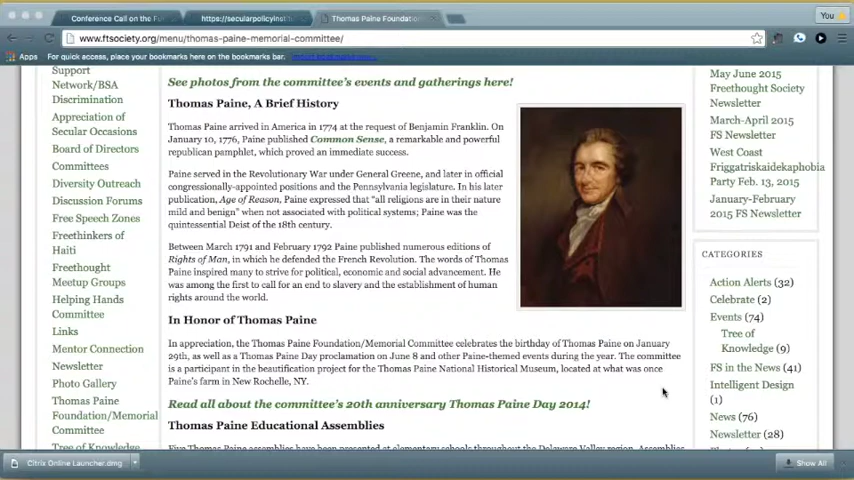 Conference Call on the Fu
https://secularpolicyinst
Thomas Paine Foundation
You
www.ftsociety.org/menu/thomas-paine-memorial-committee/
Apps
For quick access, place your bookmarks here on the bookmarks bar.
Support
Network/BSA
Discrimination
Appreciation of
Secular Occasions
Board of Directors
Committees
Diversity Outreach
Discussion Forums
Free Speech Zones
Freethinkers of
Haiti
Freethought
Meetup Groups
Helping Hands
Committee
Links
Mentor Connection
Newsletter
Photo Gallery
Thomas Paine
Foundation/Memorial
Committee
Tree of Knowledge
See photos from the committee's events and gatherings here!
Thomas Paine, A Brief History
Thomas Paine arrived in America in 1774 at the request of Benjamin Franklin. On
January 10, 1776, Paine published Common Sense, a remarkable and powerful
republican pamphlet, which proved an immediate success.
Paine served in the Revolutionary War under General Greene, and later in official
congressionally-appointed positions and the Pennsylvania legislature. In his later
publication, Age of Reason, Paine expressed that "all religions are in their nature
mild and benign" when not associated with political systems; Paine was the
quintessential Deist of the 18th century.
Between March 1791 and February 1792 Paine published numerous editions of
Rights of Man, in which he defended the French Revolution. The words of Thomas
Paine inspired many to strive for political, economic and social advancement. He
was among the first to call for an end to slavery and the establishment of human
rights around the world.
In Honor of Thomas Paine
In appreciation, the Thomas Paine Foundation/Memorial Committee celebrates the birthday of Thomas Paine on January
29th, as well as a Thomas Paine Day proclamation on June 8 and other Paine-themed events during the year. The committee
is a participant in the beautification project for the Thomas Paine National Historical Museum, located at what was once
Paine's farm in New Rochelle, NY.
Read all about the committee's 20th anniversary Thomas Paine Day 2014!
Thomas Paine Educational Assemblies
Five Thomas Paine assemblies have been presented at elementary schools throughout the Delaware Valley region. Assemblies
May June 2015
Freethought Society
Newsletter
March-April 2015
FS Newsletter
West Coast
Friggatriskaidekaphobia
Party Feb. 13, 2015
January-February
2015 FS Newsletter
CATEGORIES
Action Alerts (32)
Celebrate (2)
Events (74)
Tree of
Knowledge (9)
FS in the News (41)
Intelligent Design
(1)
News (76)
Newsletter (28)
Citrix Online Launcher.dmg
Show All